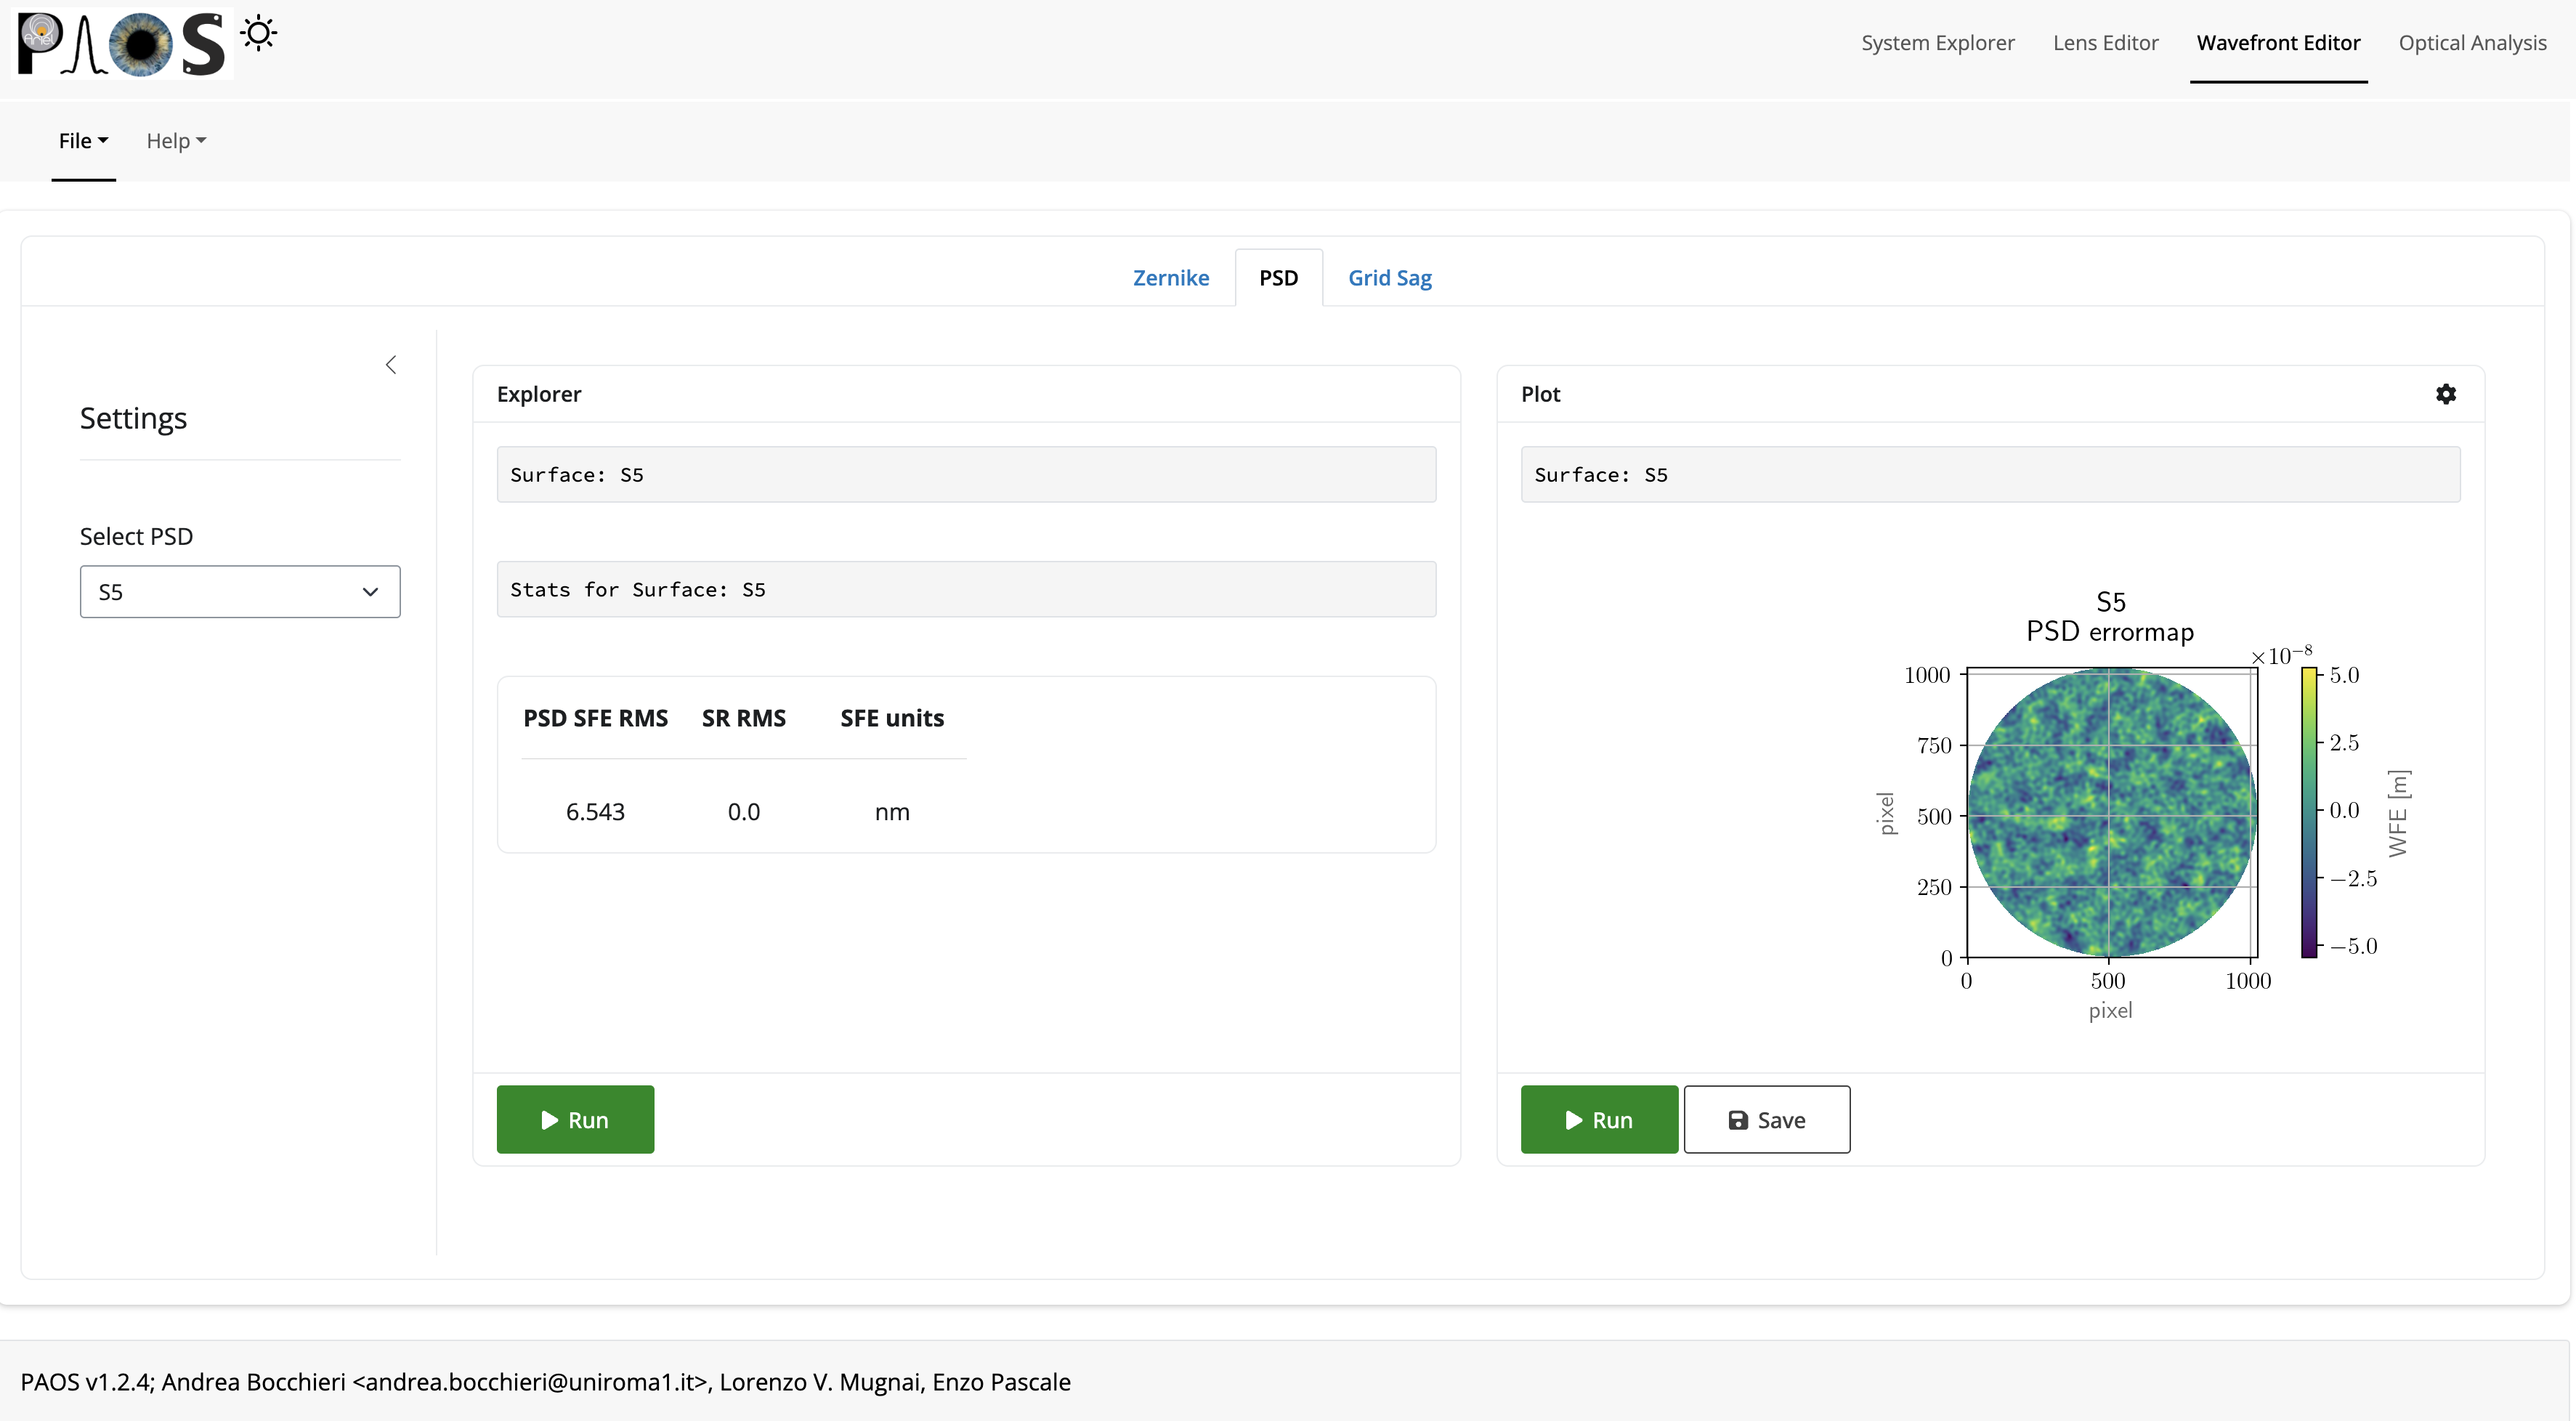 PAOS
Ariel
System Explorer Lens Editor Wavefront Editor Optical Analysis
File Help
Zernike PSD Grid Sag
Settings
Select PSD
S5
Explorer
Surface: S5
Stats for Surface: S5
PSD SFE RMS SR RMS SFE units
6.543 0.0 nm
Run
Plot
Surface: S5
S5
PSD errormap
×10−8
1000
750
500
250
0
pixel
0 500 1000
pixel
5.0
2.5
0.0
−2.5
−5.0
WFE [m]
Run Save
PAOS v1.2.4; Andrea Bocchieri <andrea.bocchieri@uniroma1.it>, Lorenzo V. Mugnai, Enzo Pascale